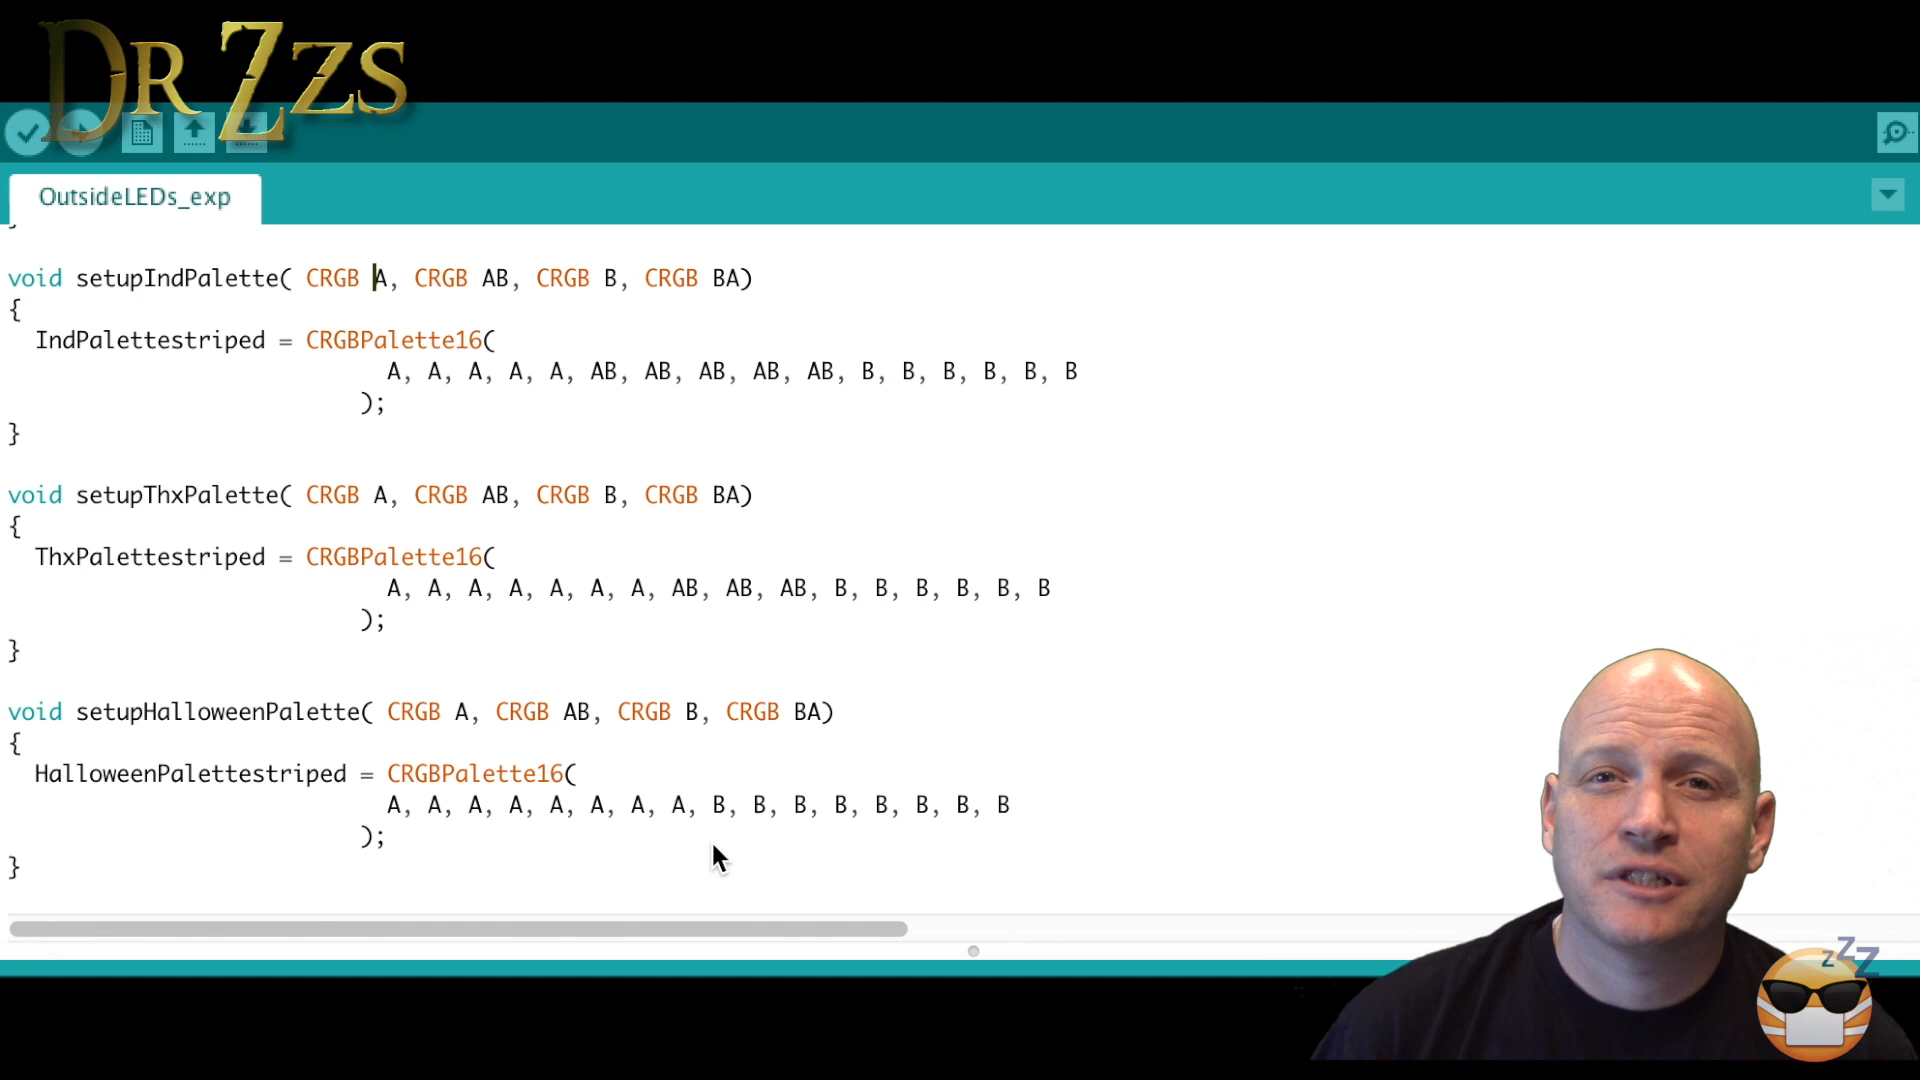 DR ZZS
OutsideLEDs_exp
}
void setupIndPalette( CRGB A, CRGB AB, CRGB B, CRGB BA)
{
IndPalettestriped = CRGBPalette16(
A, A, A, A, A, AB, AB, AB, AB, AB, B, B, B, B, B, B
);
}
void setupThxPalette( CRGB A, CRGB AB, CRGB B, CRGB BA)
{
ThxPalettestriped = CRGBPalette16(
A, A, A, A, A, A, A, AB, AB, AB, B, B, B, B, B, B
);
}
void setupHalloweenPalette( CRGB A, CRGB AB, CRGB B, CRGB BA)
{
HalloweenPalettestriped = CRGBPalette16(
A, A, A, A, A, A, A, A, B, B, B, B, B, B, B, B
);
}
zZZ